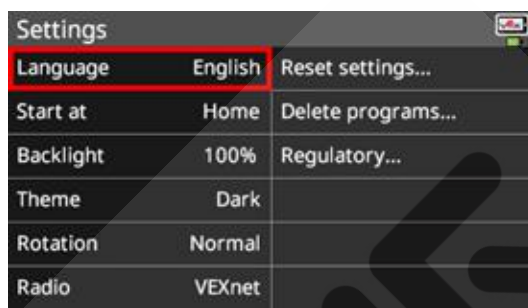 Settings
Language English Reset settings...
Start at Home Delete programs...
Backlight 100% Regulatory...
Theme Dark
Rotation Normal
Radio VEXnet